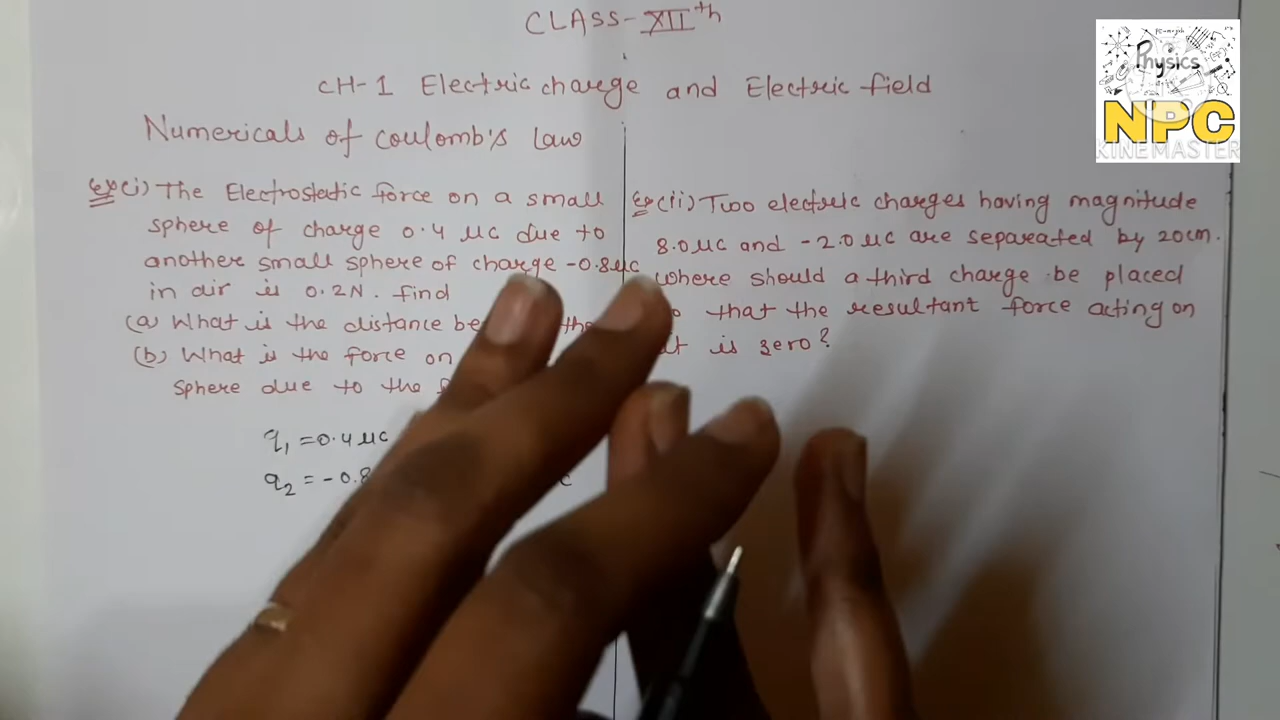 CLASS-XIIth
CH-1 Electric charge and Electric field
Numericals of Coulomb's Law
Ex(i) The Electrostatic force on a small
sphere of charge 0.4 μc due to
another small sphere of charge -0.8μc
in air is 0.2N. find
(a) What is the distance
(b) What is the force on
sphere due to the
q1 = 0.4 μc
q2 = -0.8
Ex(ii) Two electric charges having magnitude
8.0μc and -2.0μc are separated by 20cm.
where should a third charge be placed
that the resultant force acting on
it is zero?
Physics
NPC
KINEMASTER